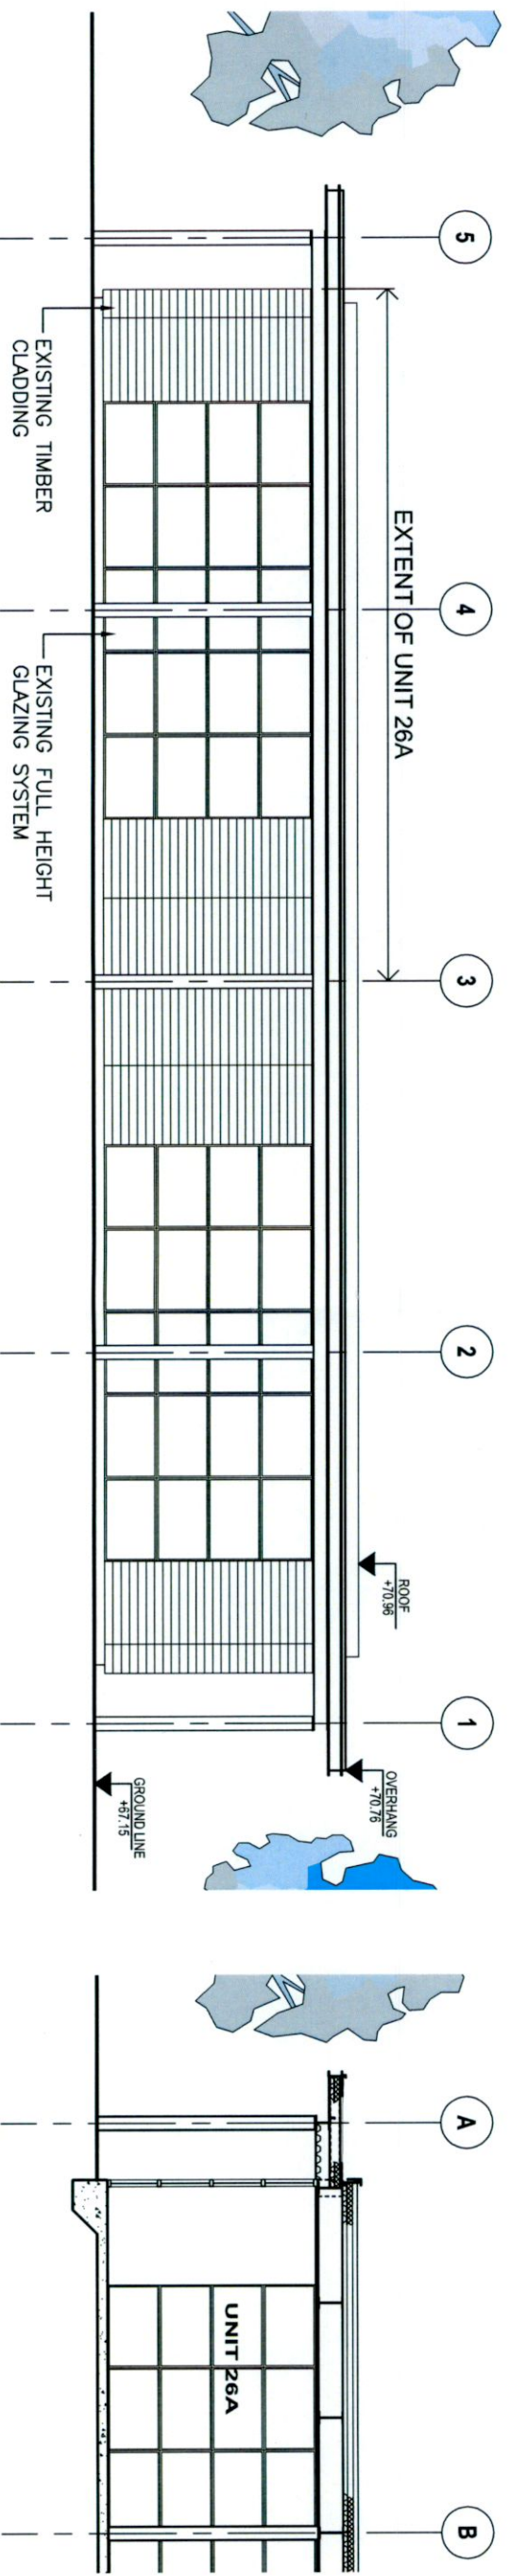 5
4
3
2
1
A
B
EXTENT OF UNIT 26A
ROOF
+70.96
OVERHANG
+70.76
GROUND LINE
+67.15
EXISTING TIMBER
CLADDING
EXISTING FULL HEIGHT
GLAZING SYSTEM
UNIT 26A